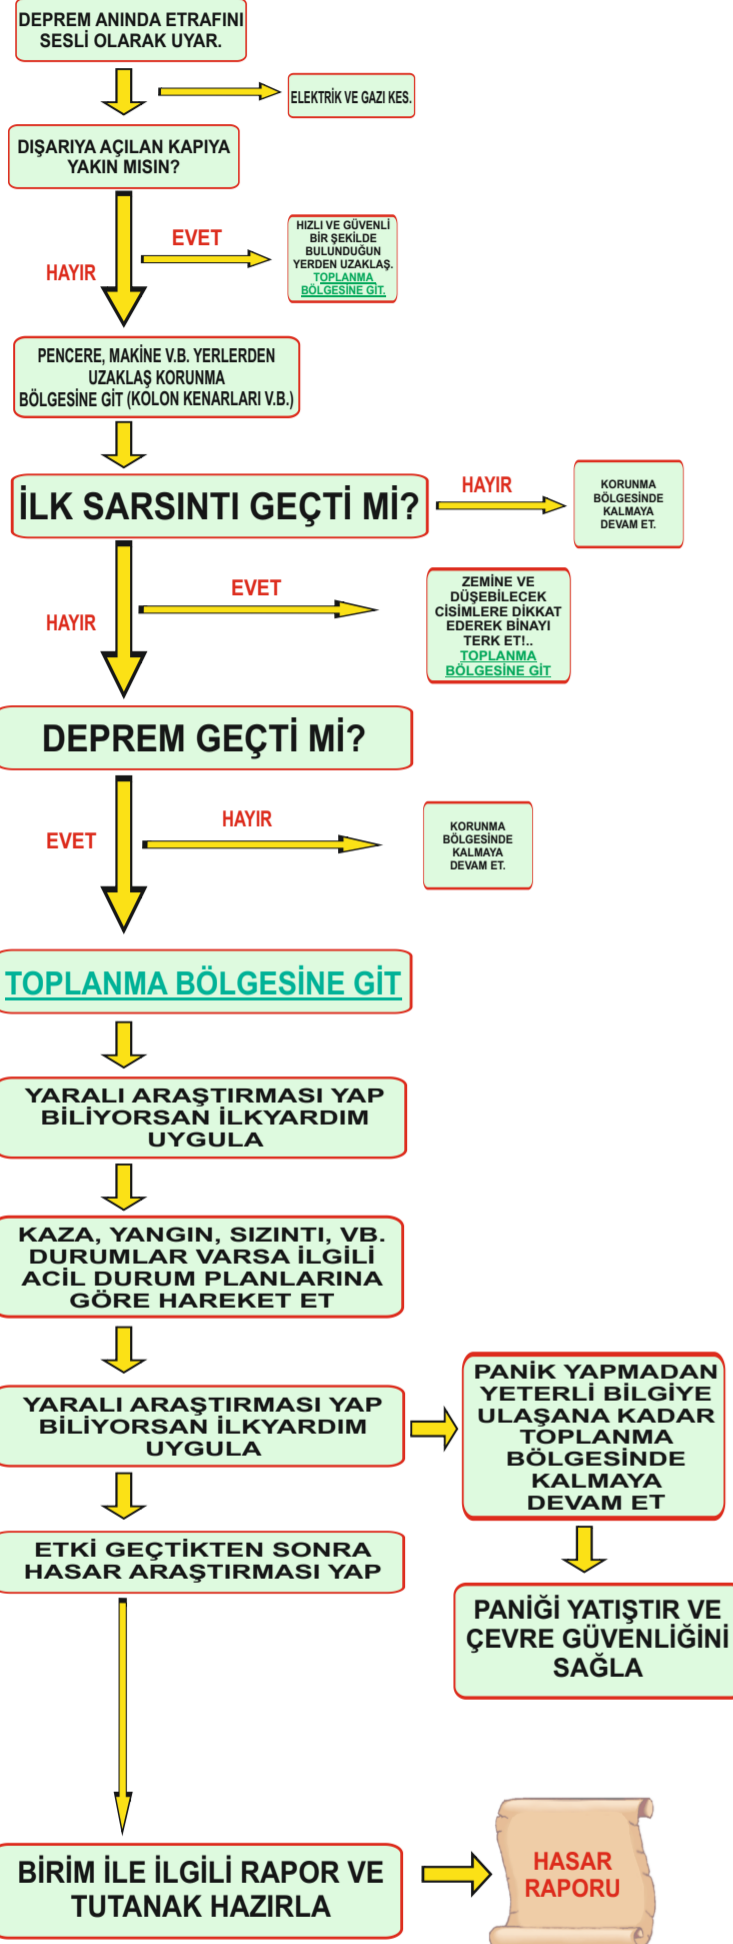 DEPREM ANINDA ETRAFINI
SESLİ OLARAK UYAR.
ELEKTRİK VE GAZI KES.
DIŞARIYA AÇILAN KAPIYA
YAKIN MISIN?
EVET
HAYIR
HIZLI VE GÜVENLİ
BİR ŞEKİLDE
BULUNDUĞUN
YERDEN UZAKLAŞ.
TOPLANMA
BÖLGESİNE GİT.
PENCERE, MAKİNE V.B. YERLERDEN
UZAKLAŞ KORUNMA
BÖLGESİNE GİT (KOLON KENARLARI V.B.)
İLK SARSINTI GEÇTİ Mİ?
HAYIR
KORUNMA
BÖLGESİNDE
KALMAYA
DEVAM ET.
EVET
HAYIR
ZEMİNE VE
DÜŞEBİLECEK
CİSİMLERE DİKKAT
EDEREK BİNAYI
TERK ET!..
TOPLANMA
BÖLGESİNE GİT
DEPREM GEÇTİ Mİ?
HAYIR
EVET
KORUNMA
BÖLGESİNDE
KALMAYA
DEVAM ET.
TOPLANMA BÖLGESİNE GİT
YARALI ARAŞTIRMASI YAP
BİLİYORSAN İLKYARDIM
UYGULA
KAZA, YANGIN, SIZINTI, VB.
DURUMLAR VARSA İLGİLİ
ACİL DURUM PLANLARINA
GÖRE HAREKET ET
YARALI ARAŞTIRMASI YAP
BİLİYORSAN İLKYARDIM
UYGULA
PANİK YAPMADAN
YETERLİ BİLGİYE
ULAŞANA KADAR
TOPLANMA
BÖLGESİNDE
KALMAYA
DEVAM ET
ETKİ GEÇTİKTEN SONRA
HASAR ARAŞTIRMASI YAP
PANİĞİ YATIŞTIR VE
ÇEVRE GÜVENLİĞİNİ
SAĞLA
BİRİM İLE İLGİLİ RAPOR VE
TUTANAK HAZIRLA
HASAR
RAPORU